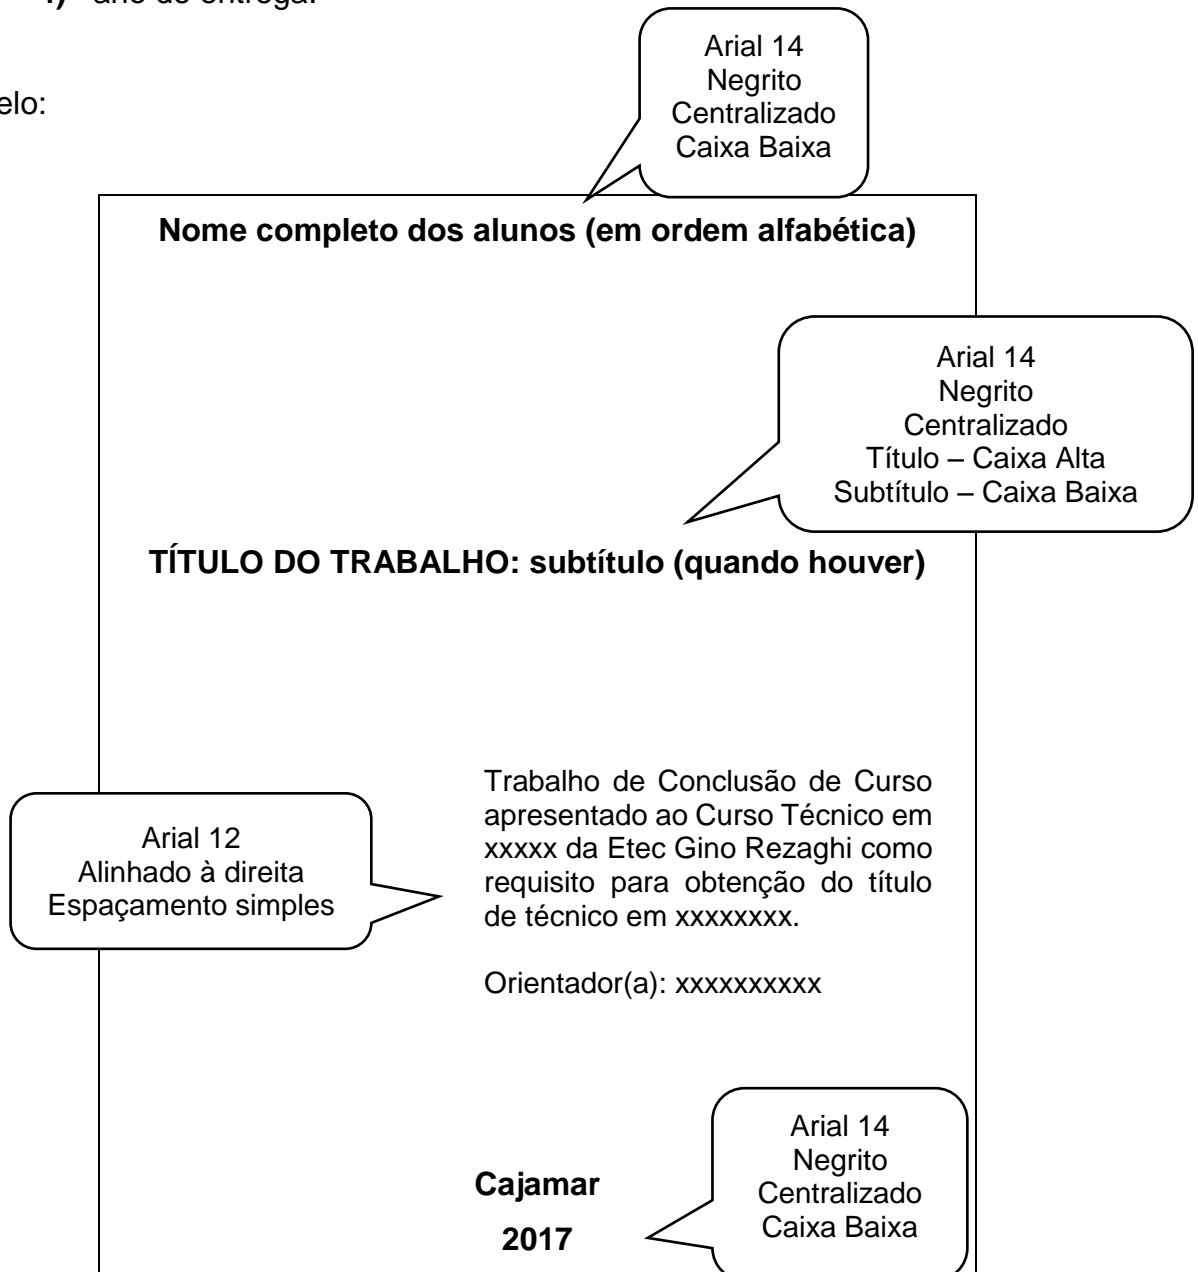 ano de entrega.
elo:
Arial 14
Negrito
Centralizado
Caixa Baixa
Nome completo dos alunos (em ordem alfabética)
Arial 14
Negrito
Centralizado
Título – Caixa Alta
Subtítulo – Caixa Baixa
TÍTULO DO TRABALHO: subtítulo (quando houver)
Trabalho de Conclusão de Curso
apresentado ao Curso Técnico em
xxxxx da Etec Gino Rezaghi como
requisito para obtenção do título
de técnico em xxxxxxxx.
Arial 12
Alinhado à direita
Espaçamento simples
Orientador(a): xxxxxxxxxx
Arial 14
Negrito
Centralizado
Caixa Baixa
Cajamar
2017